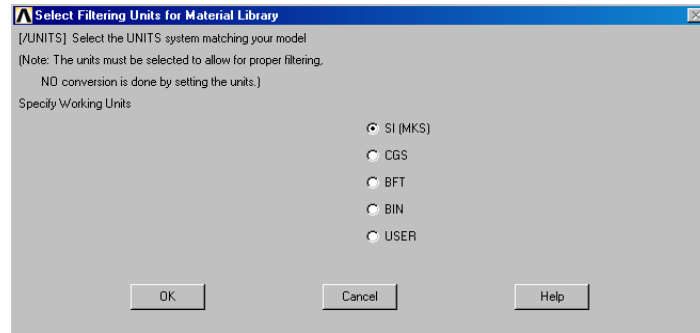 Select Filtering Units for Material Library
[/UNITS] Select the UNITS system matching your model
(Note: The units must be selected to allow for proper filtering,
NO conversion is done by setting the units.)
Specify Working Units
SI (MKS)
CGS
BFT
BIN
USER
OK Cancel Help